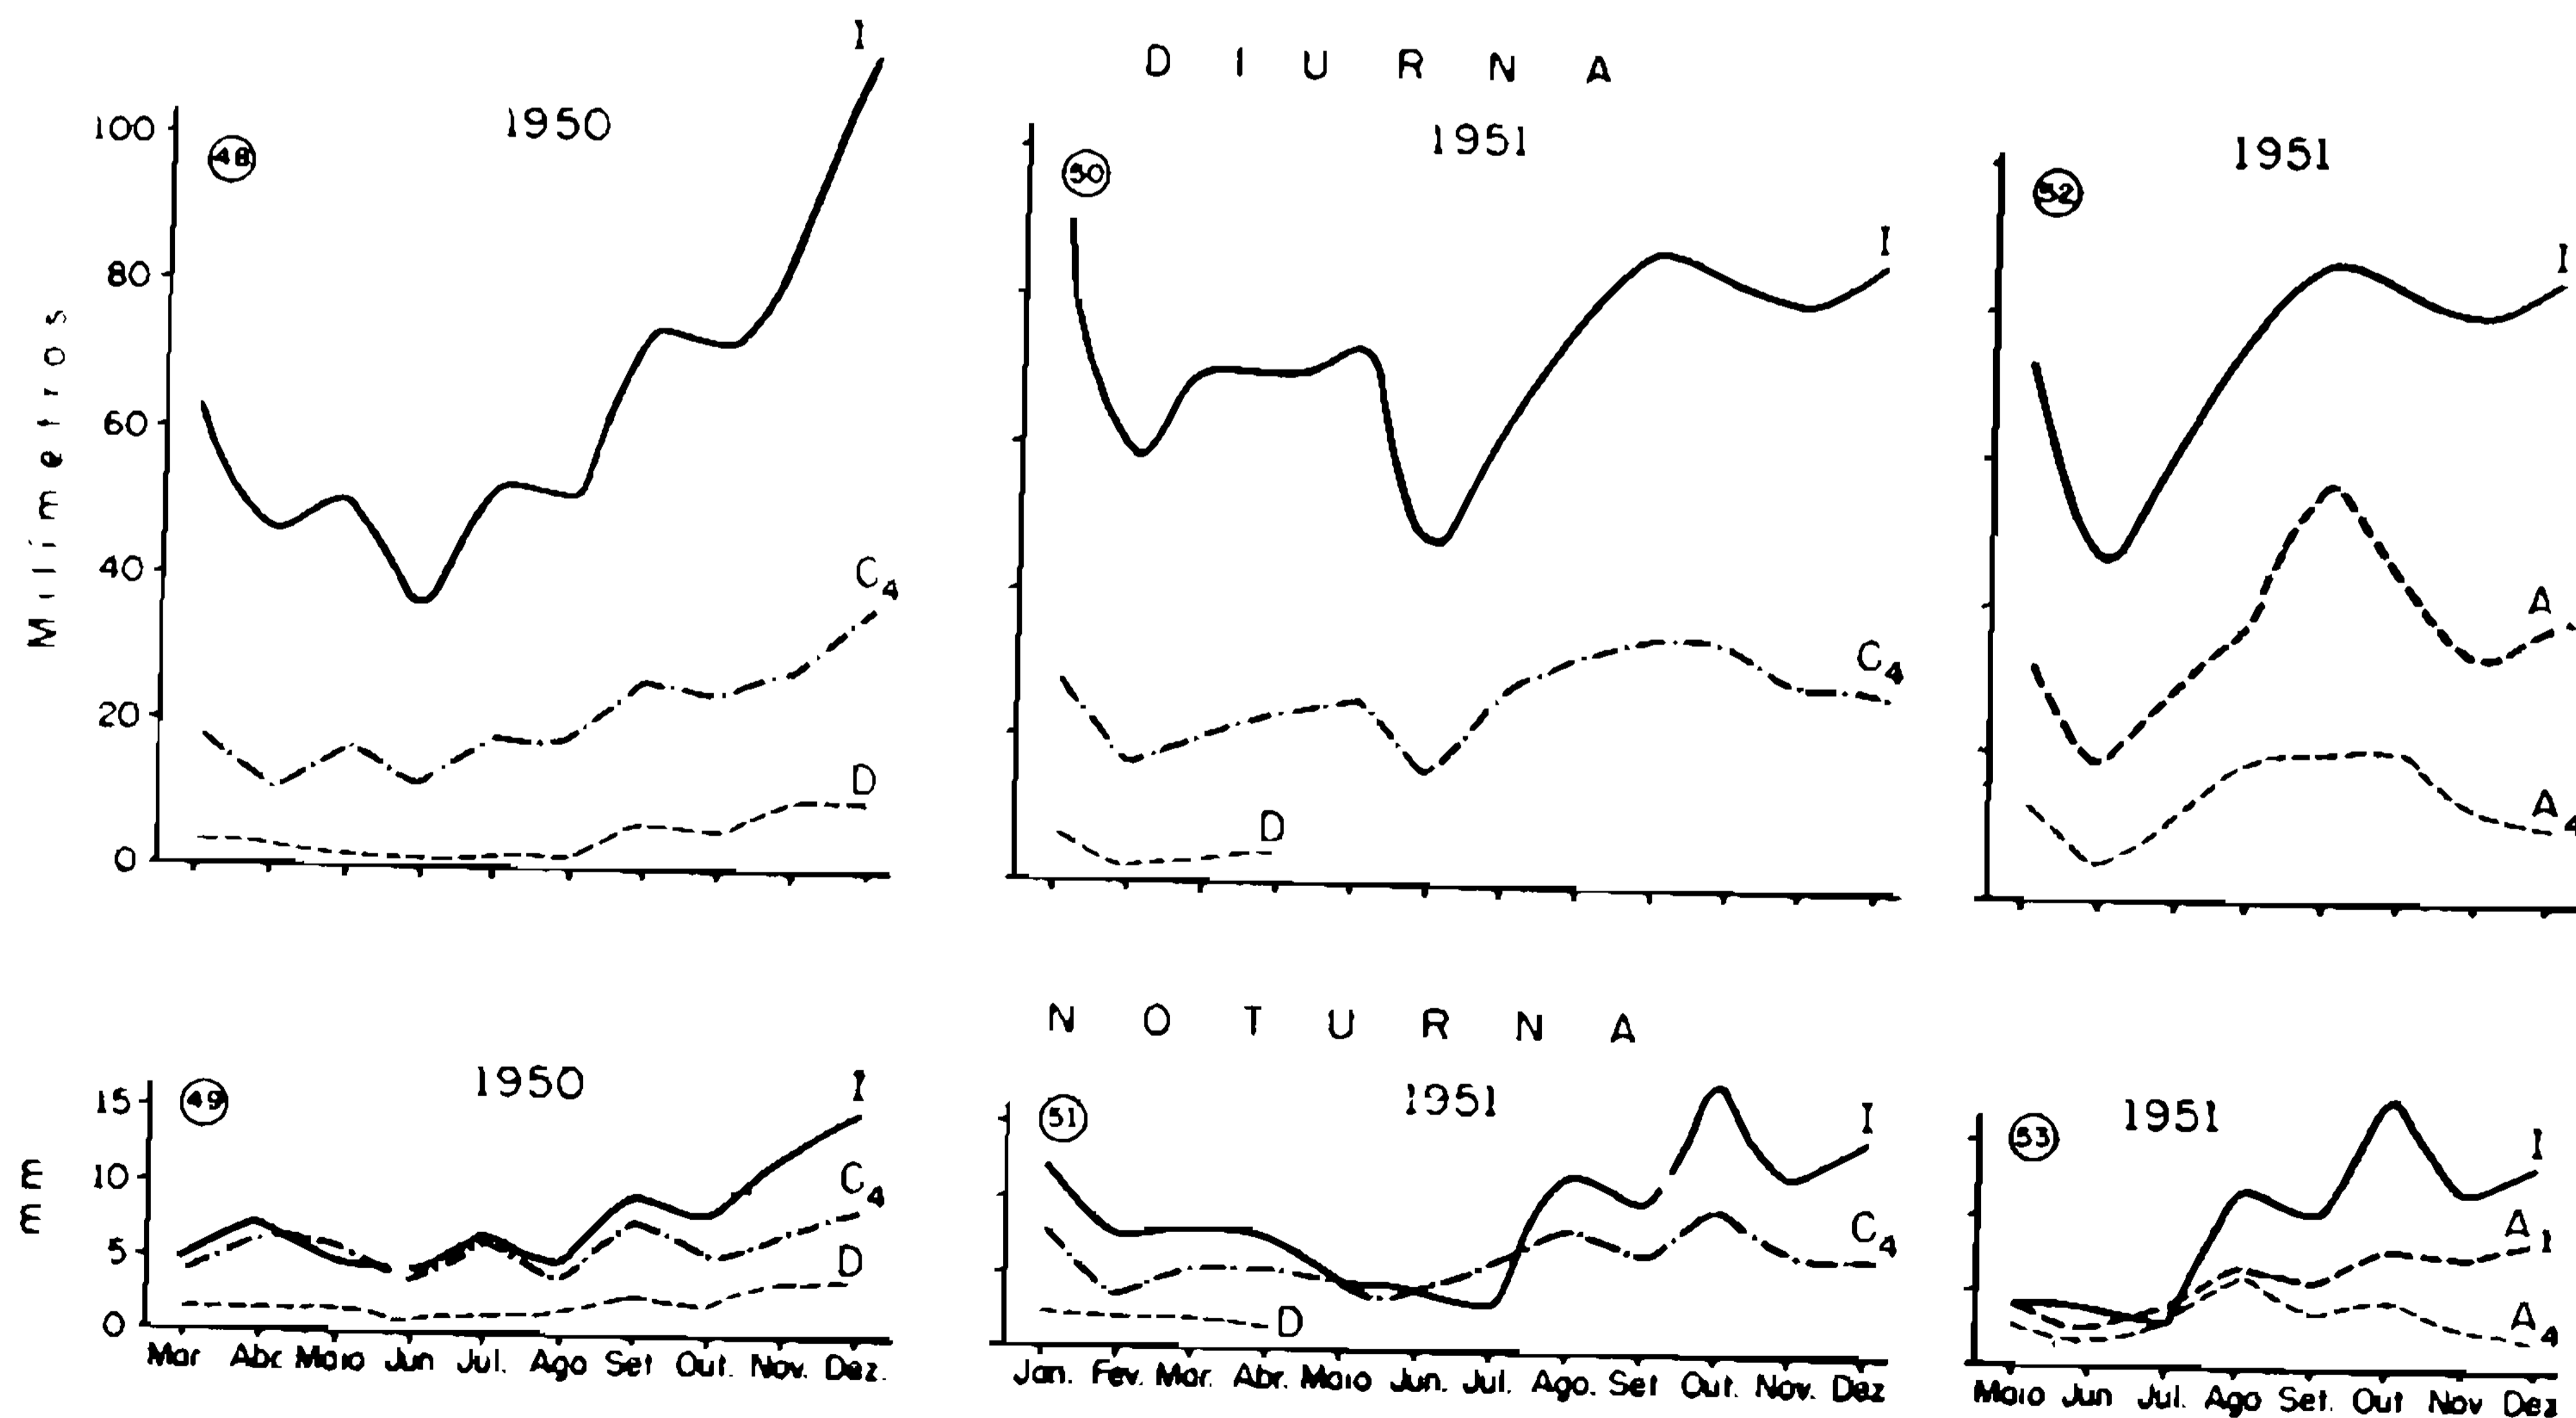 D I U R N A
Milímetros
100
80
60
40
20
0
48
1950
I
C4
D
50
1951
I
C4
D
52
1951
I
A
A4
N O T U R N A
mm
15
10
5
0
49
1950
I
C4
D
Mar Abr Maio Jun Jul. Ago Set Out. Nov. Dez.
51
1951
I
C4
D
Jan. Fev. Mar. Abr. Maio Jun. Jul. Ago. Set Out. Nov. Dez
53
1951
I
A1
A4
Maio Jun Jul. Ago Set. Out Nov Dez